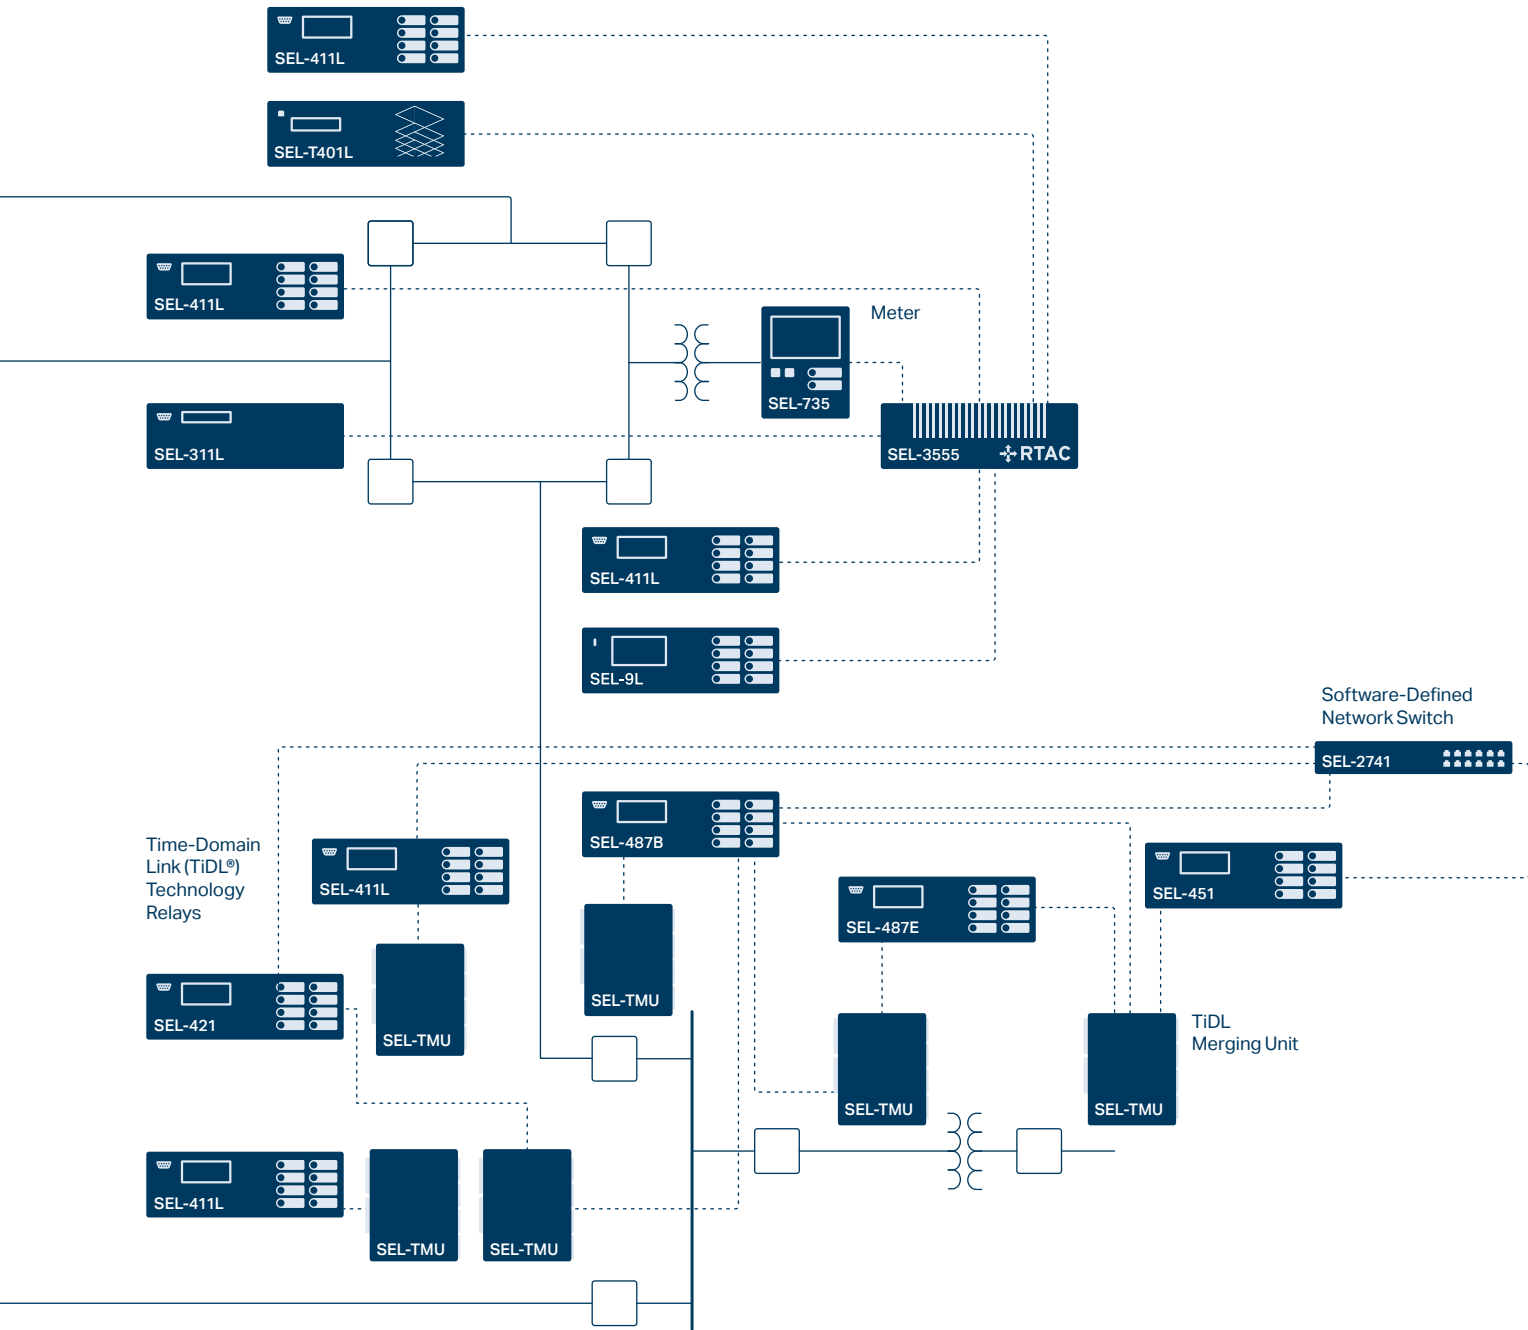 SEL-411L
SEL-T401L
SEL-411L
Meter
SEL-735
SEL-311L
SEL-3555
RTAC
SEL-411L
SEL-9L
Software-Defined
Network Switch
SEL-2741
SEL-487B
Time-Domain
Link (TiDL®)
Technology
Relays
SEL-411L
SEL-451
SEL-487E
SEL-TMU
SEL-421
SEL-TMU
TiDL
Merging Unit
SEL-TMU
SEL-TMU
SEL-411L
SEL-TMU
SEL-TMU